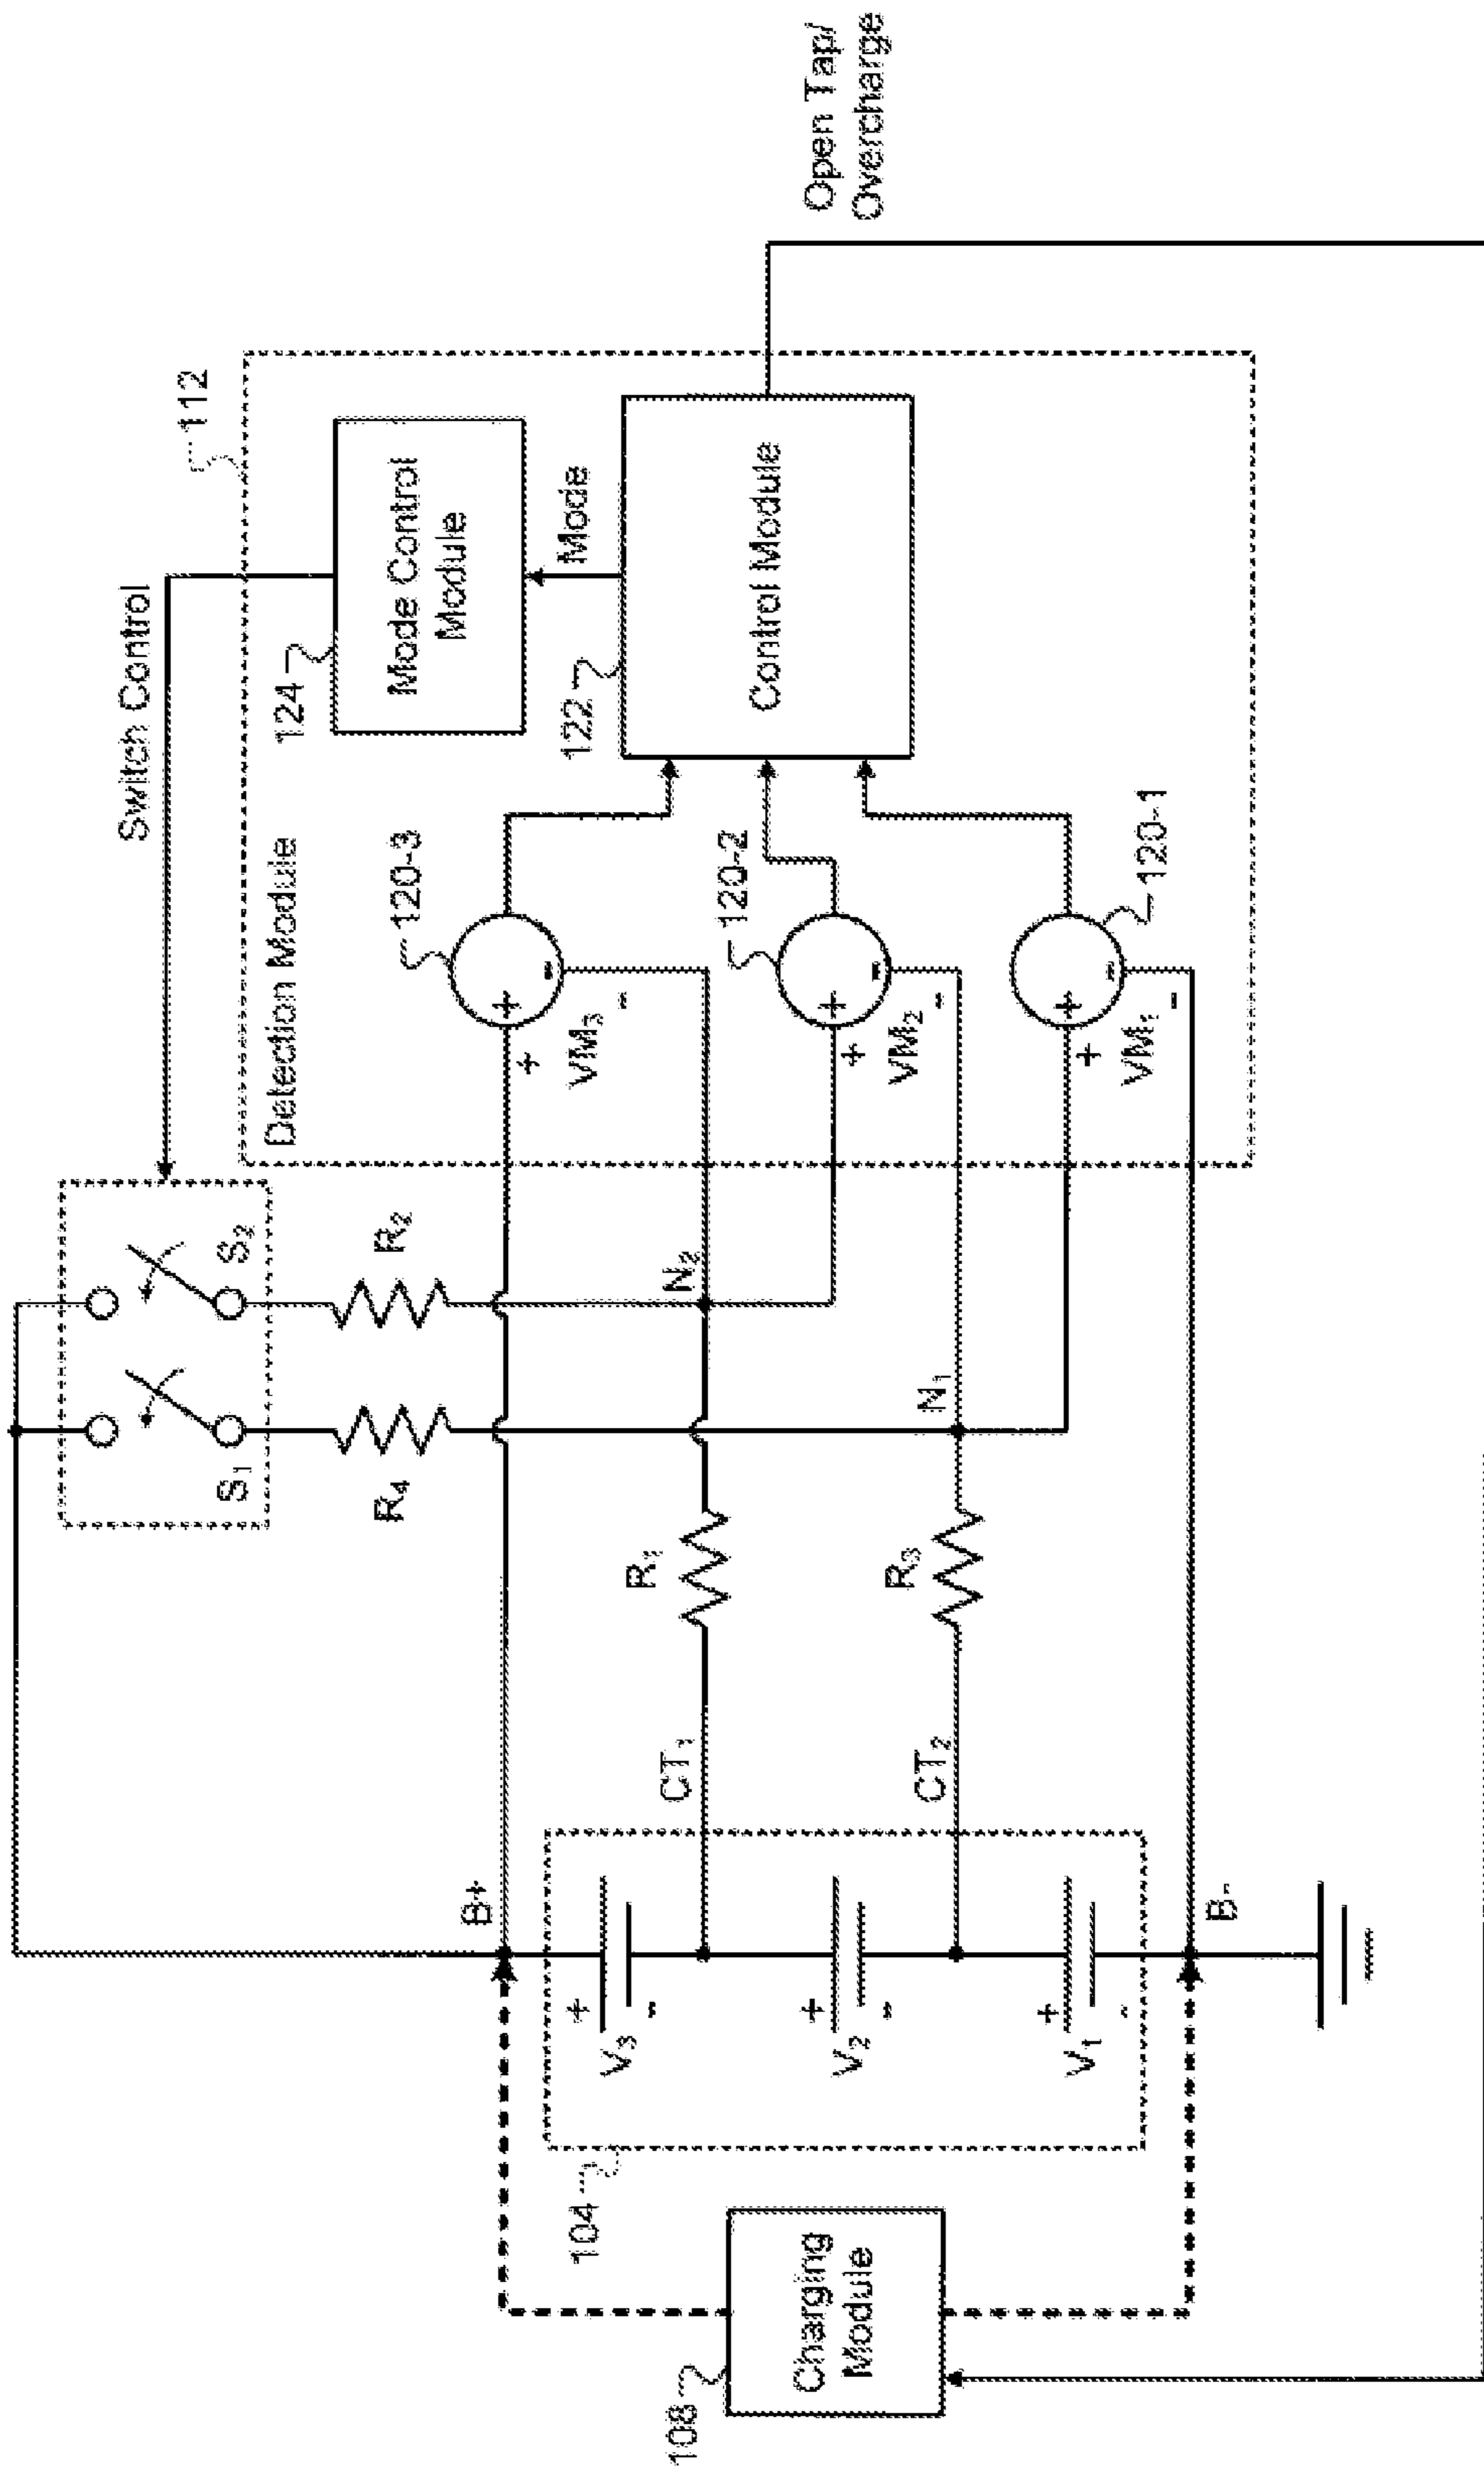 Switch Control
S₁
S₂
R₄
R₂
112
Detection Module
124
Mode Control
Module
Mode
122
Control Module
Open Tap/
Overcharge
120-3
+
-
+
VM₃
-
120-2
+
-
+
VM₂
-
120-1
+
-
+
VM₁
-
N₂
N₁
R₁
R₃
CT₁
CT₂
B+
B-
+
V₃
-
+
V₂
-
+
V₁
-
104
108
Charging
Module